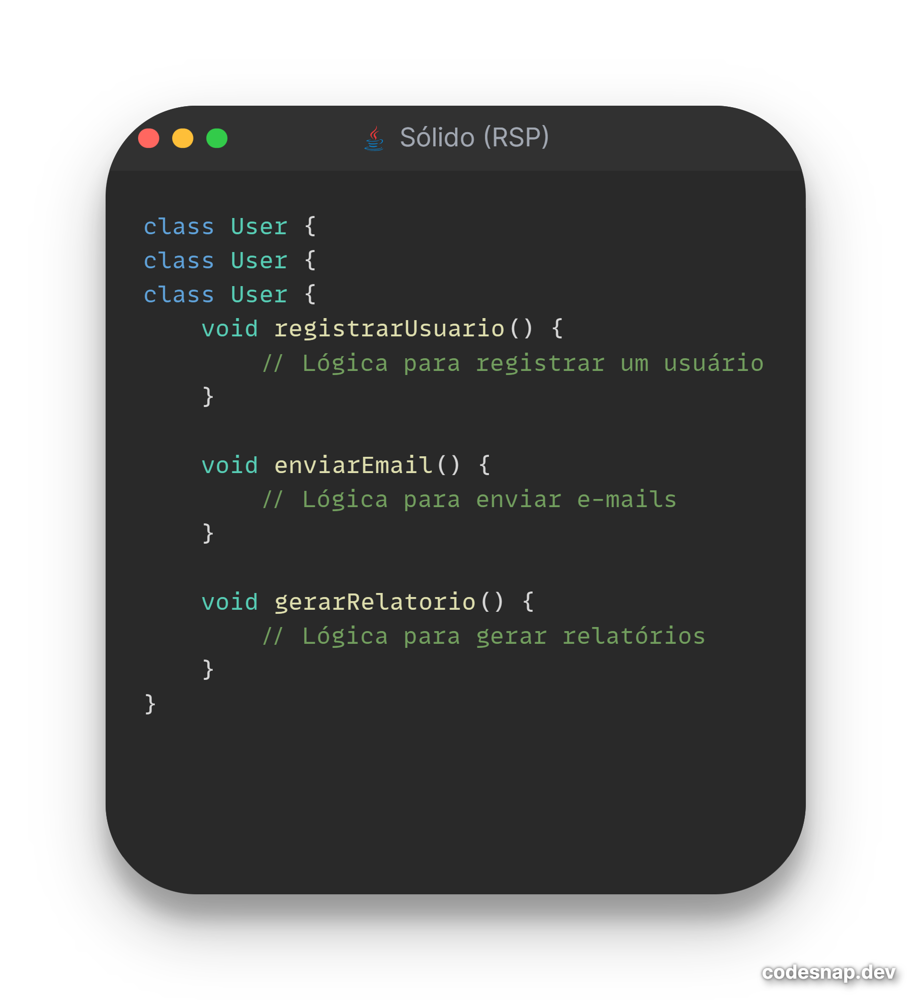 Sólido (RSP)
class User {
class User {
class User {
    void registrarUsuario() {
        // Lógica para registrar um usuário
    }

    void enviarEmail() {
        // Lógica para enviar e-mails
    }

    void gerarRelatorio() {
        // Lógica para gerar relatórios
    }
}
codesnap.dev